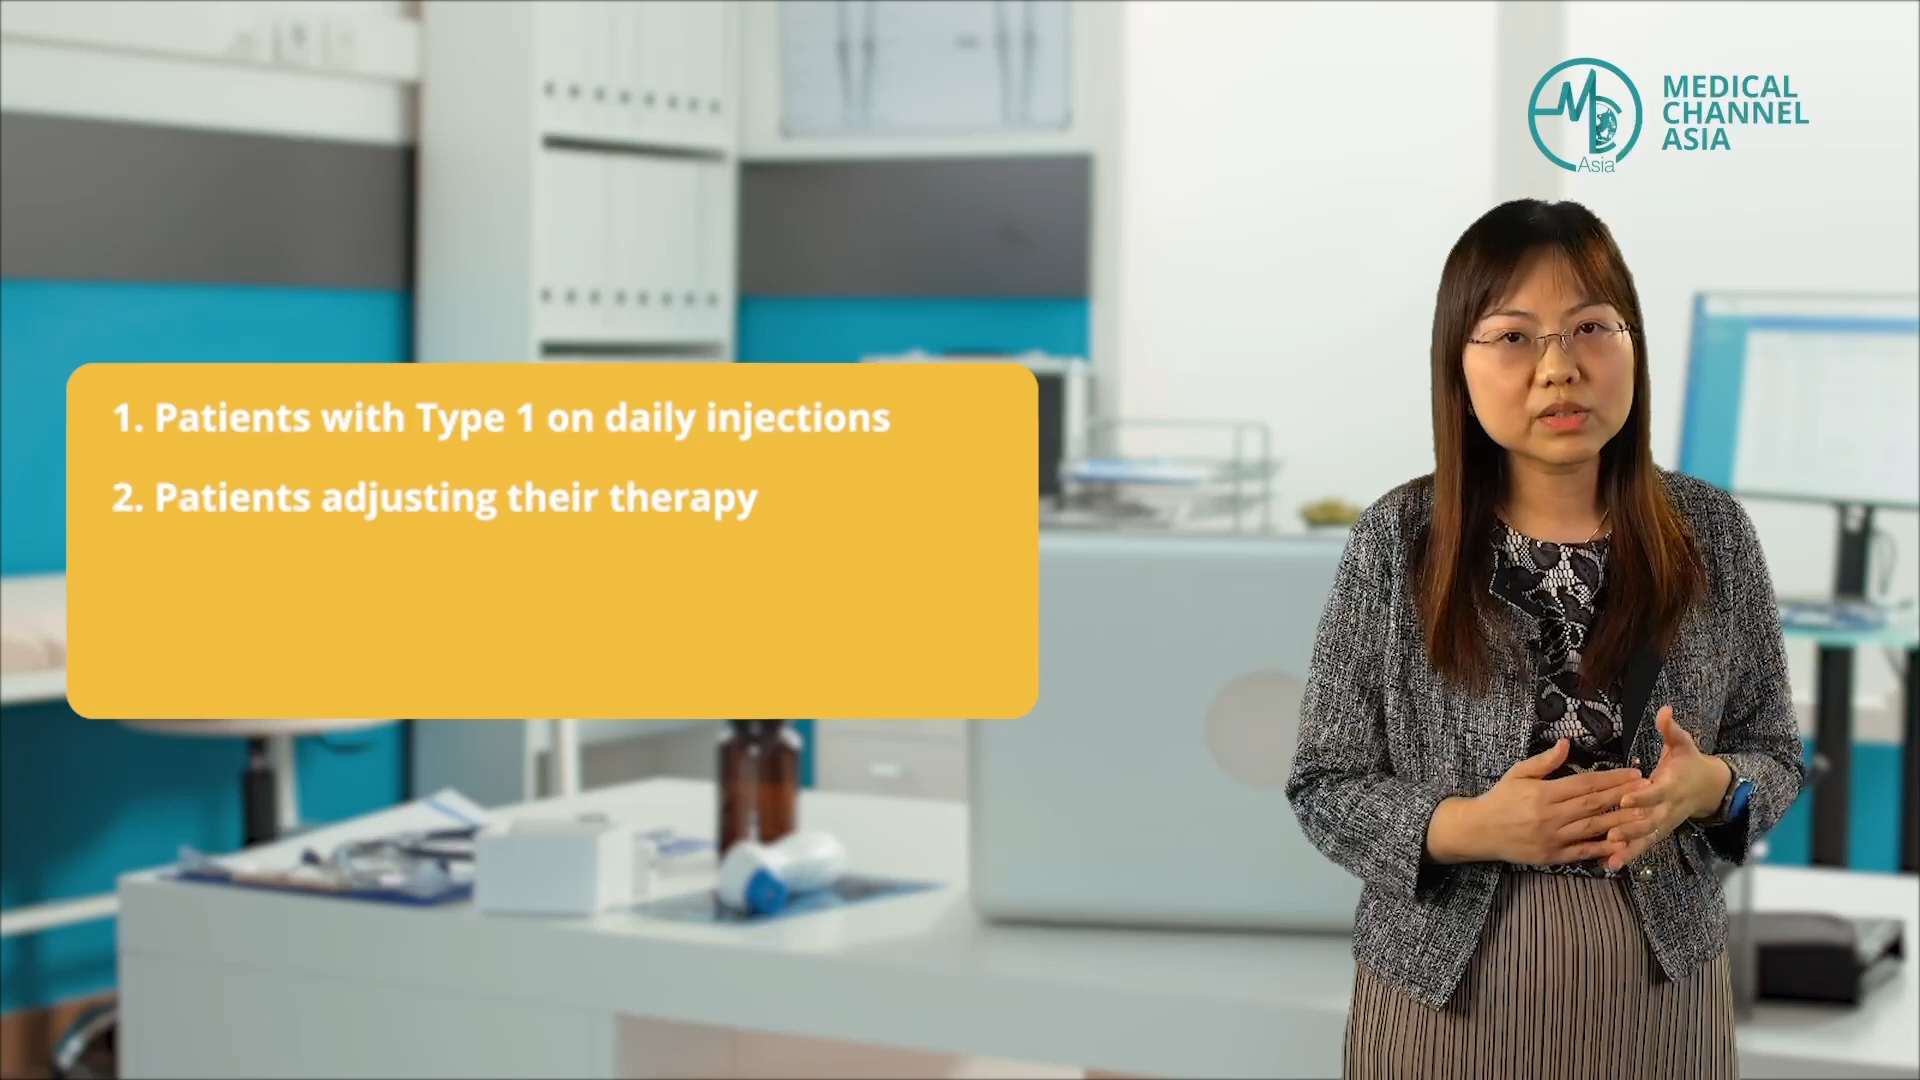 MEDICAL
CHANNEL
ASIA
Asia
1. Patients with Type 1 on daily injections
2. Patients adjusting their therapy